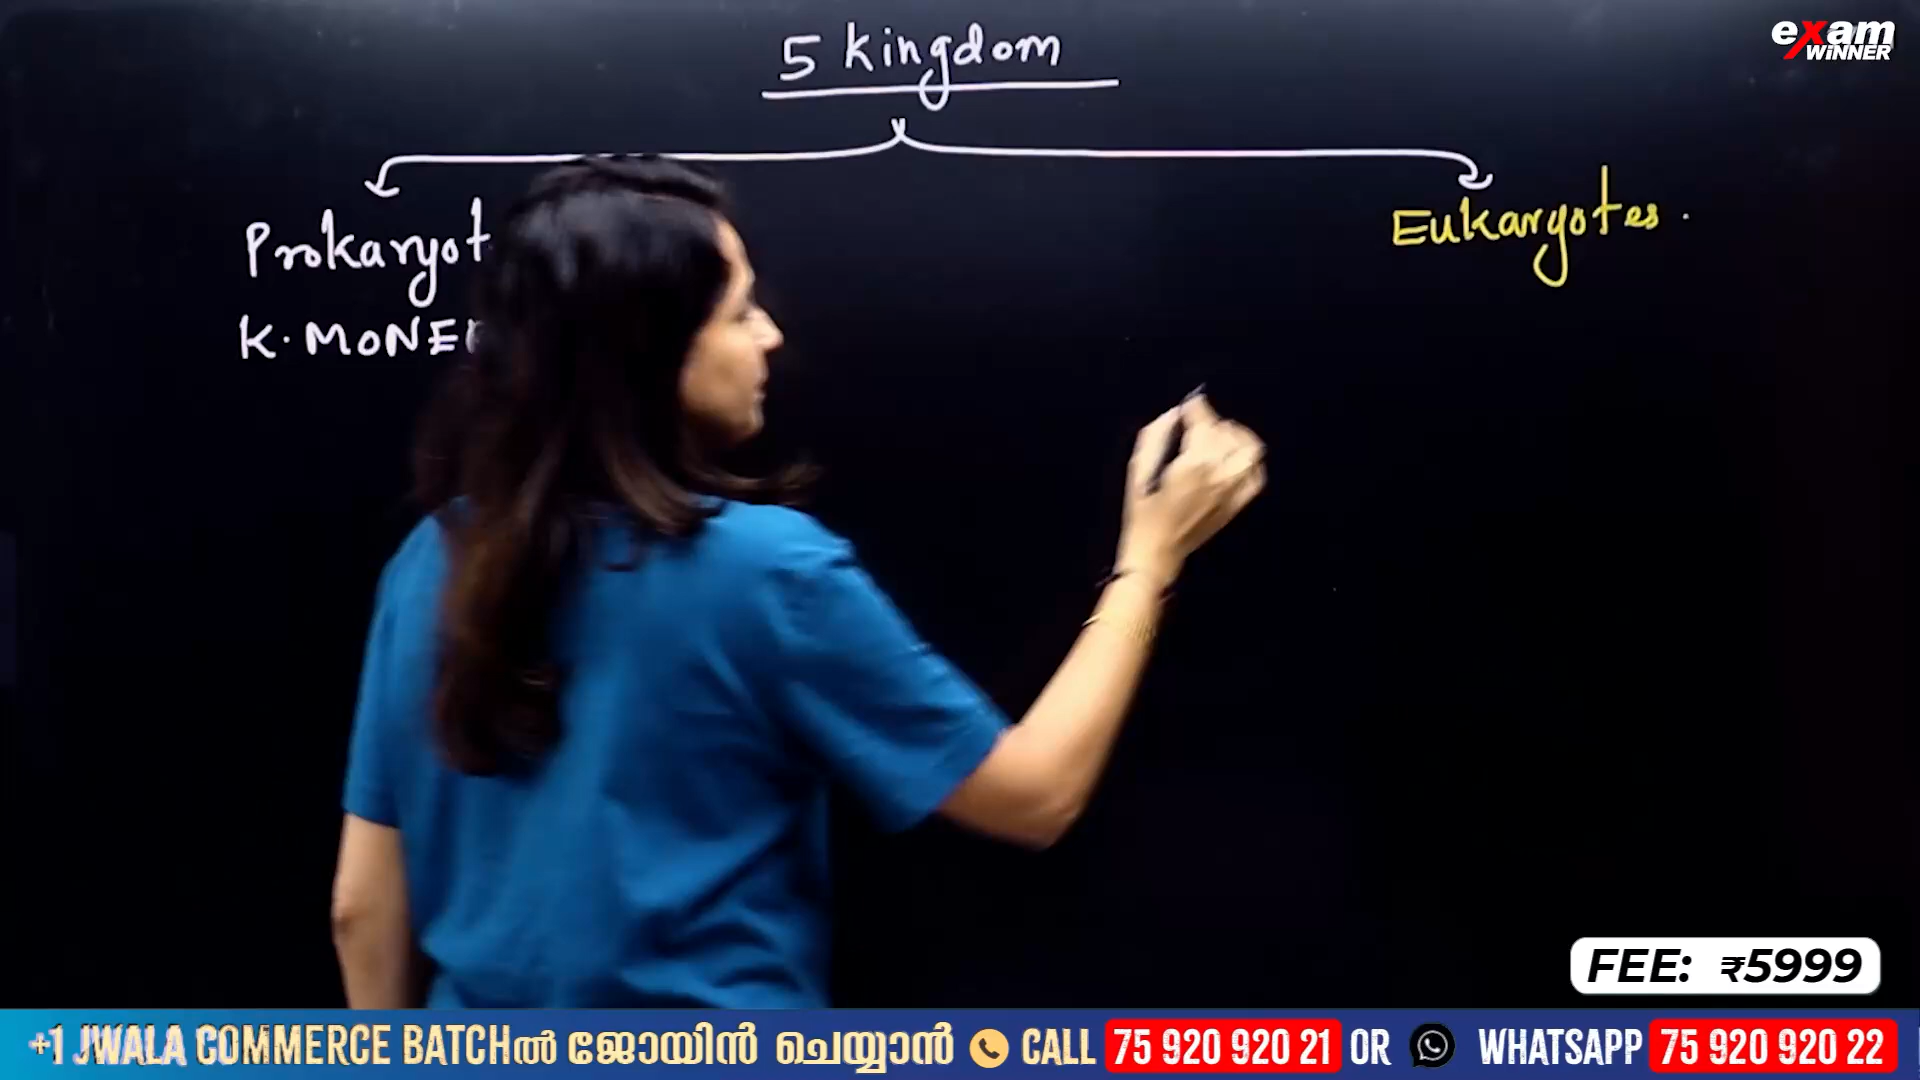 exam
WINNER
5 kingdom
Prokaryot
Eukaryotes.
K. MONE
FEE: ₹5999
+1 JWALA COMMERCE BATCHൽ ജോയിൻ ചെയ്യാൻ CALL 75 920 920 21 OR WHATSAPP 75 920 920 22